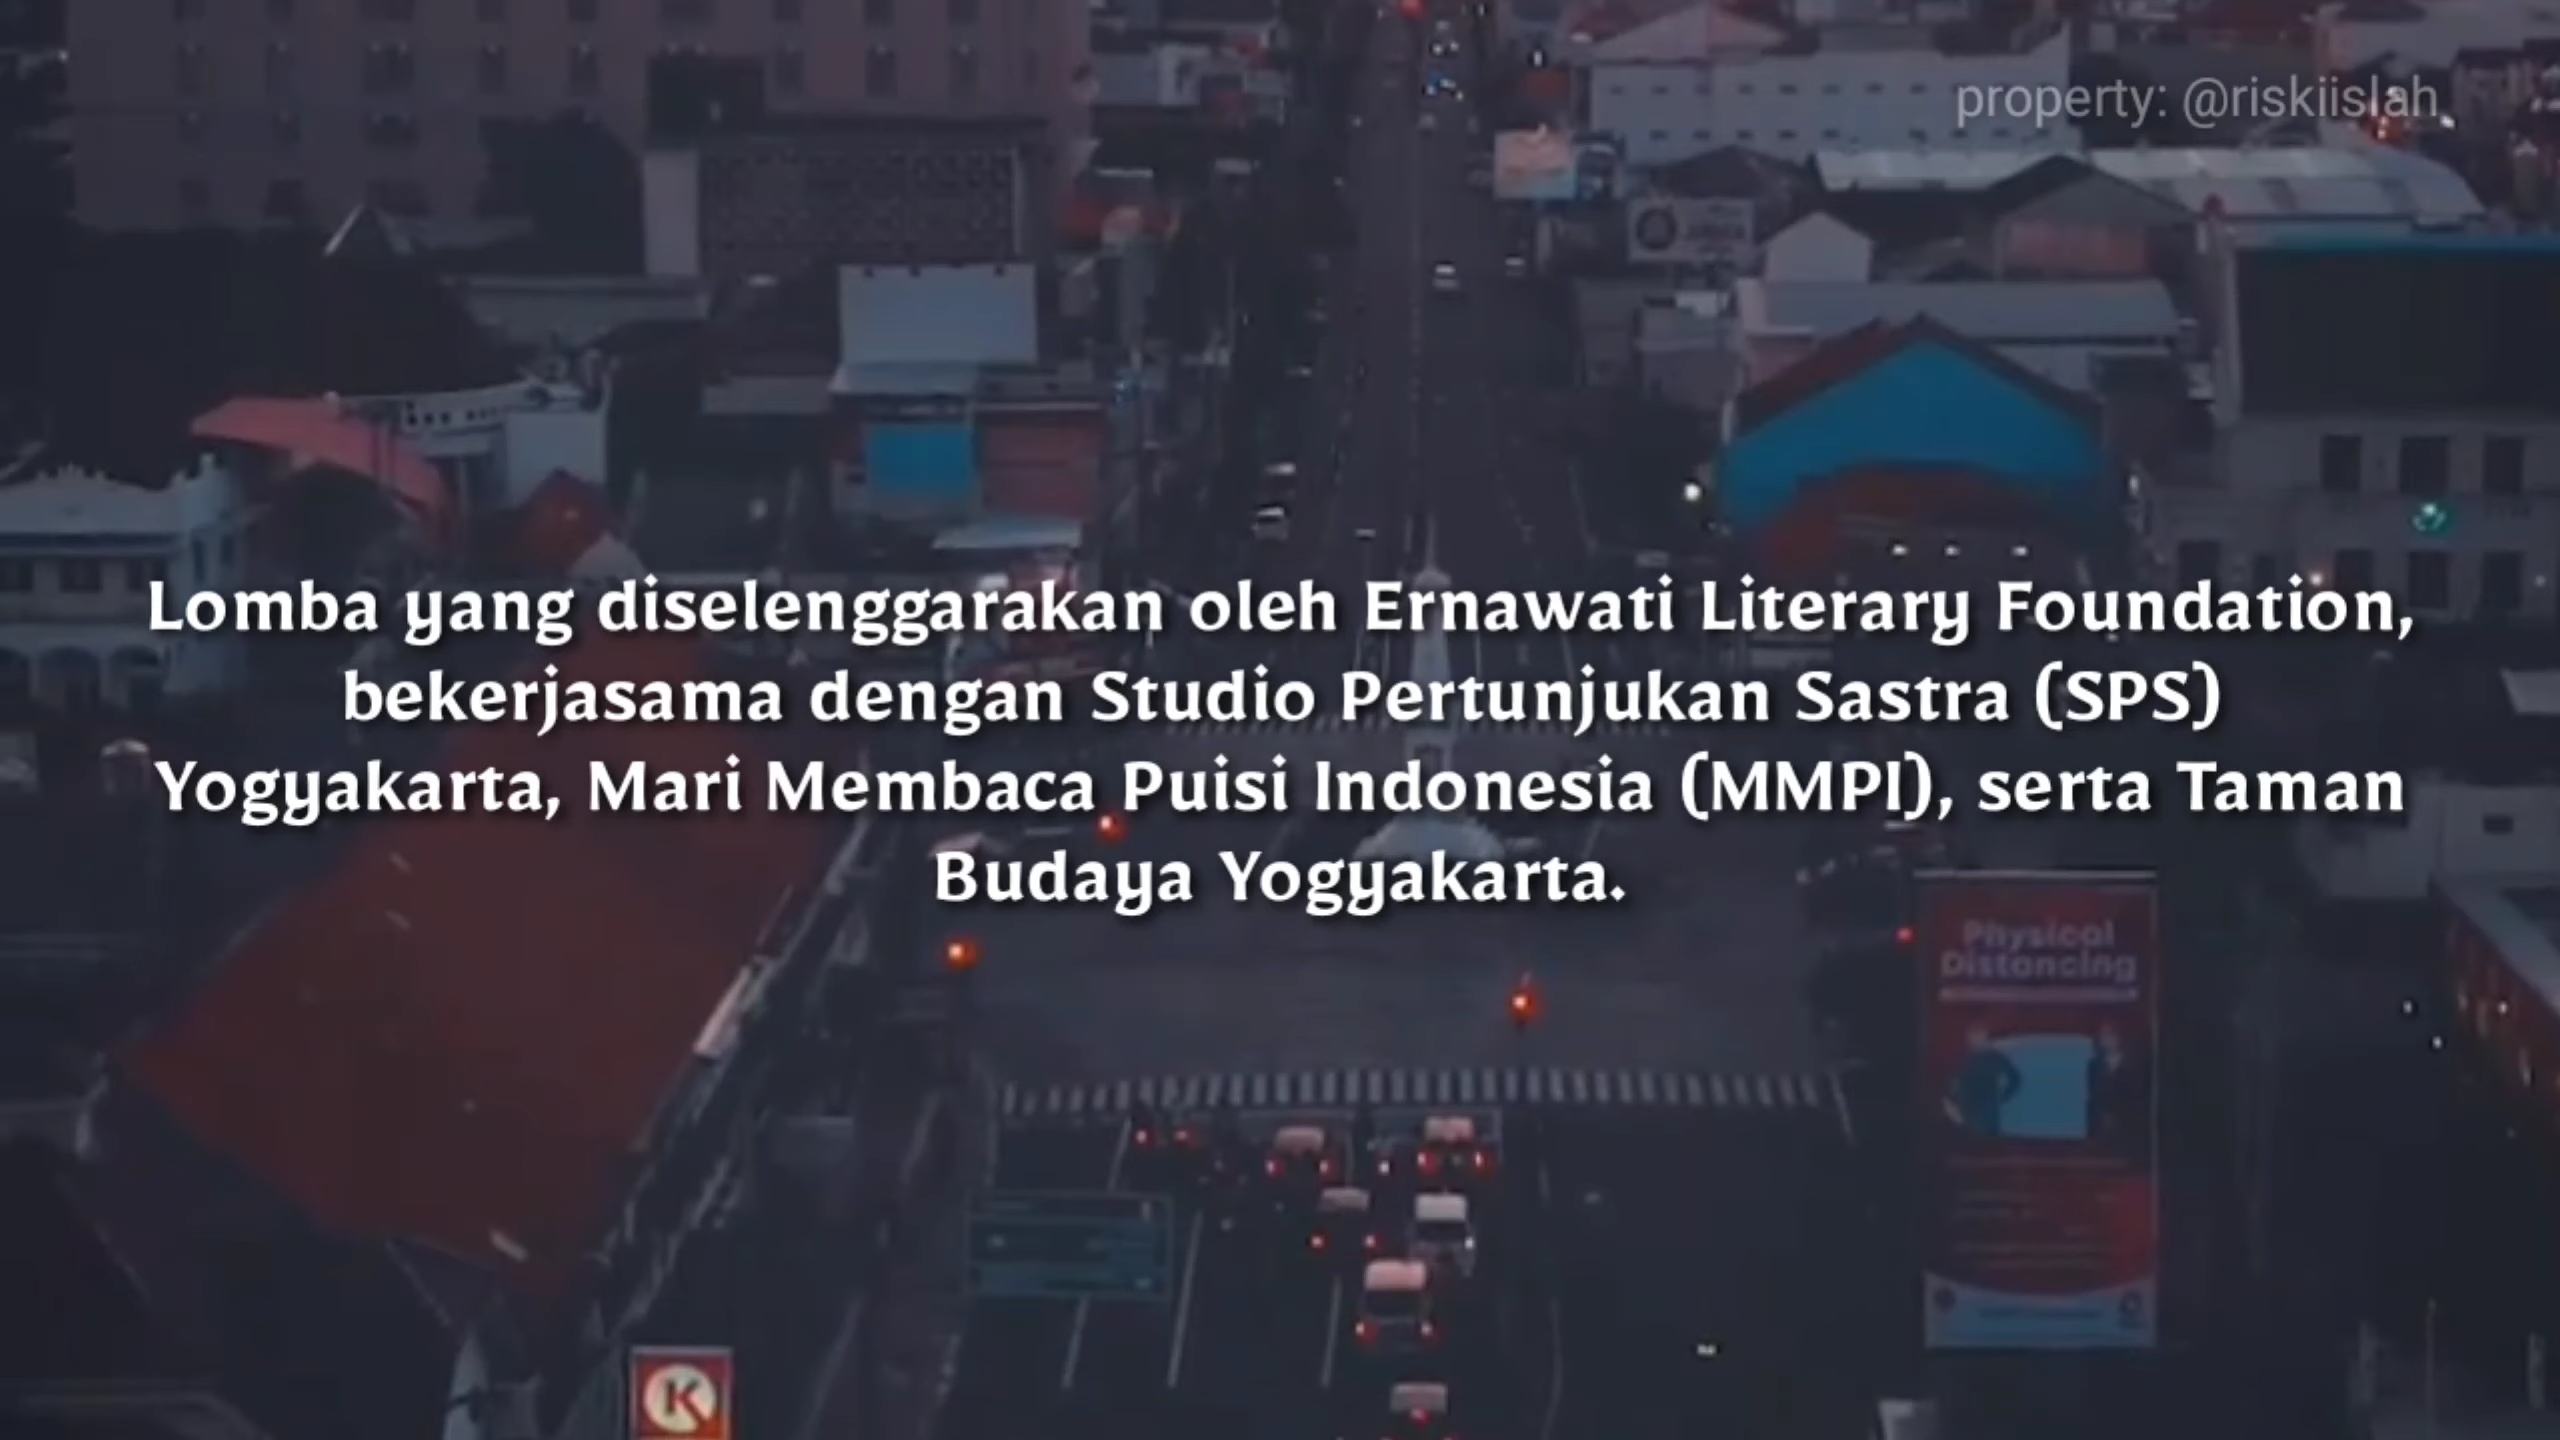 property: @riskiislah
Lomba yang diselenggarakan oleh Ernawati Literary Foundation,
bekerjasama dengan Studio Pertunjukan Sastra (SPS)
Yogyakarta, Mari Membaca Puisi Indonesia (MMPI), serta Taman
Budaya Yogyakarta.
Physical
Distancing
K